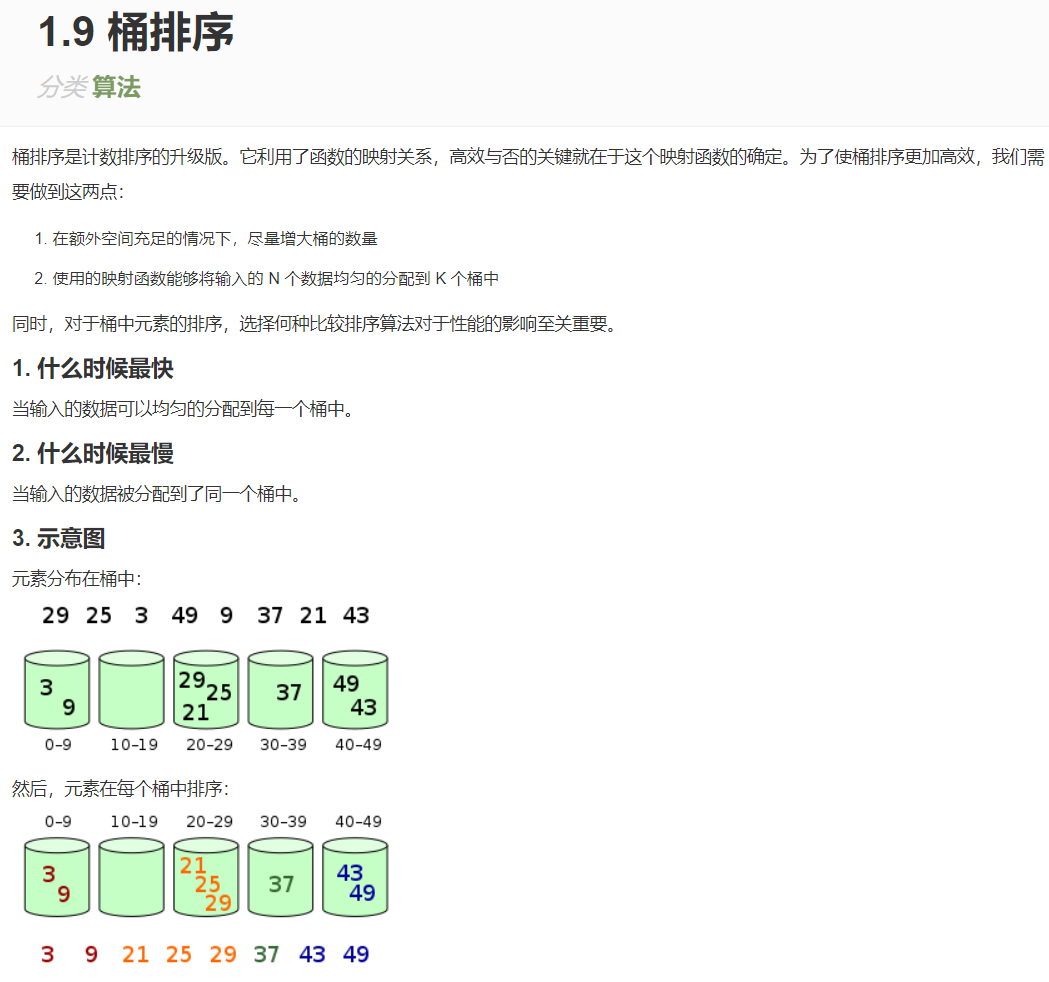 1.9 桶排序
分类 算法
桶排序是计数排序的升级版。它利用了函数的映射关系，高效与否的关键就在于这个映射函数的确定。为了使桶排序更加高效，我们需
要做到这两点：
1. 在额外空间充足的情况下，尽量增大桶的数量
2. 使用的映射函数能够将输入的 N 个数据均匀的分配到 K 个桶中
同时，对于桶中元素的排序，选择何种比较排序算法对于性能的影响至关重要。
1. 什么时候最快
当输入的数据可以均匀的分配到每一个桶中。
2. 什么时候最慢
当输入的数据被分配到了同一个桶中。
3. 示意图
元素分布在桶中：
29 25 3 49 9 37 21 43
3 9 29 25 21 37 49 43
0-9 10-19 20-29 30-39 40-49
然后，元素在每个桶中排序：
0-9 10-19 20-29 30-39 40-49
3 9 21 25 29 37 43 49
3 9 21 25 29 37 43 49